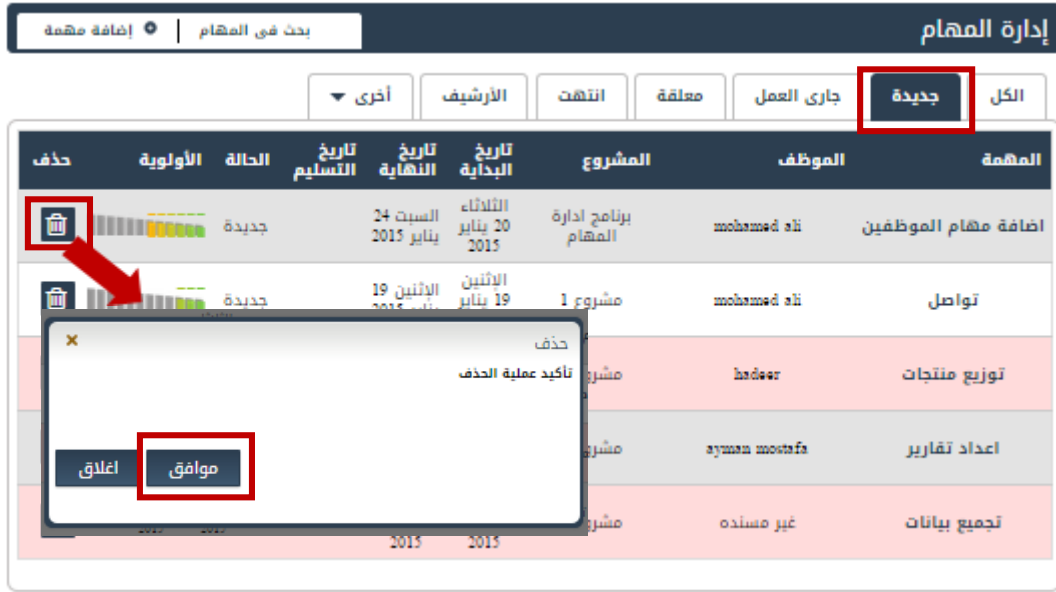 إدارة المهام
بحث فى المهام
إضافة مهمة
الكل
جديدة
جارى العمل
معلقة
انتهت
الأرشيف
أخرى
المهمة
الموظف
المشروع
تاريخ البداية
تاريخ النهاية
تاريخ التسليم
الحالة
الأولوية
حذف
اضافة مهام الموظفين
mohamed ali
برنامج ادارة المهام
الثلاثاء 20 يناير 2015
السبت 24 يناير 2015
جديدة
تواصل
mohamed ali
مشروع 1
الإثنين 19 يناير
الإثنين 19
جديدة
توزيع منتجات
hadeer
اعداد تقارير
ayman mostafa
تجميع بيانات
غير مسنده
2015
2015
حذف
تأكيد عملية الحذف
موافق
اغلاق